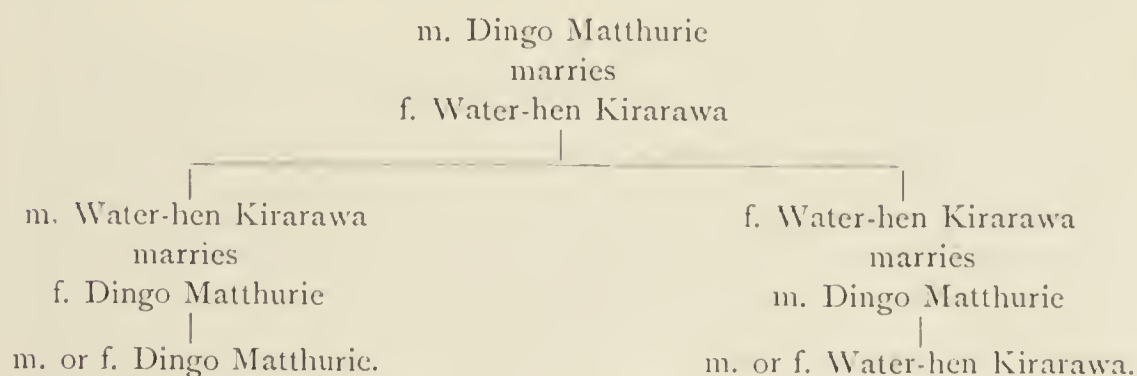 m. Dingo Matthurie
marries
f. Water-hen Kirarawa
m. Water-hen Kirarawa
marries
f. Dingo Matthurie
m. or f. Dingo Matthurie.
f. Water-hen Kirarawa
marries
m. Dingo Matthurie
m. or f. Water-hen Kirarawa.